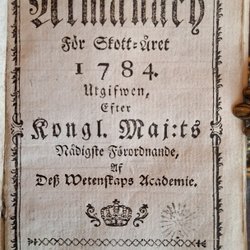 Almanach
För Skott-Året
1784.
Utgifwen,
Efter
Kongl. Maj:ts
Nådigste Förordnande,
Af
Deß Wetenskaps Academie.